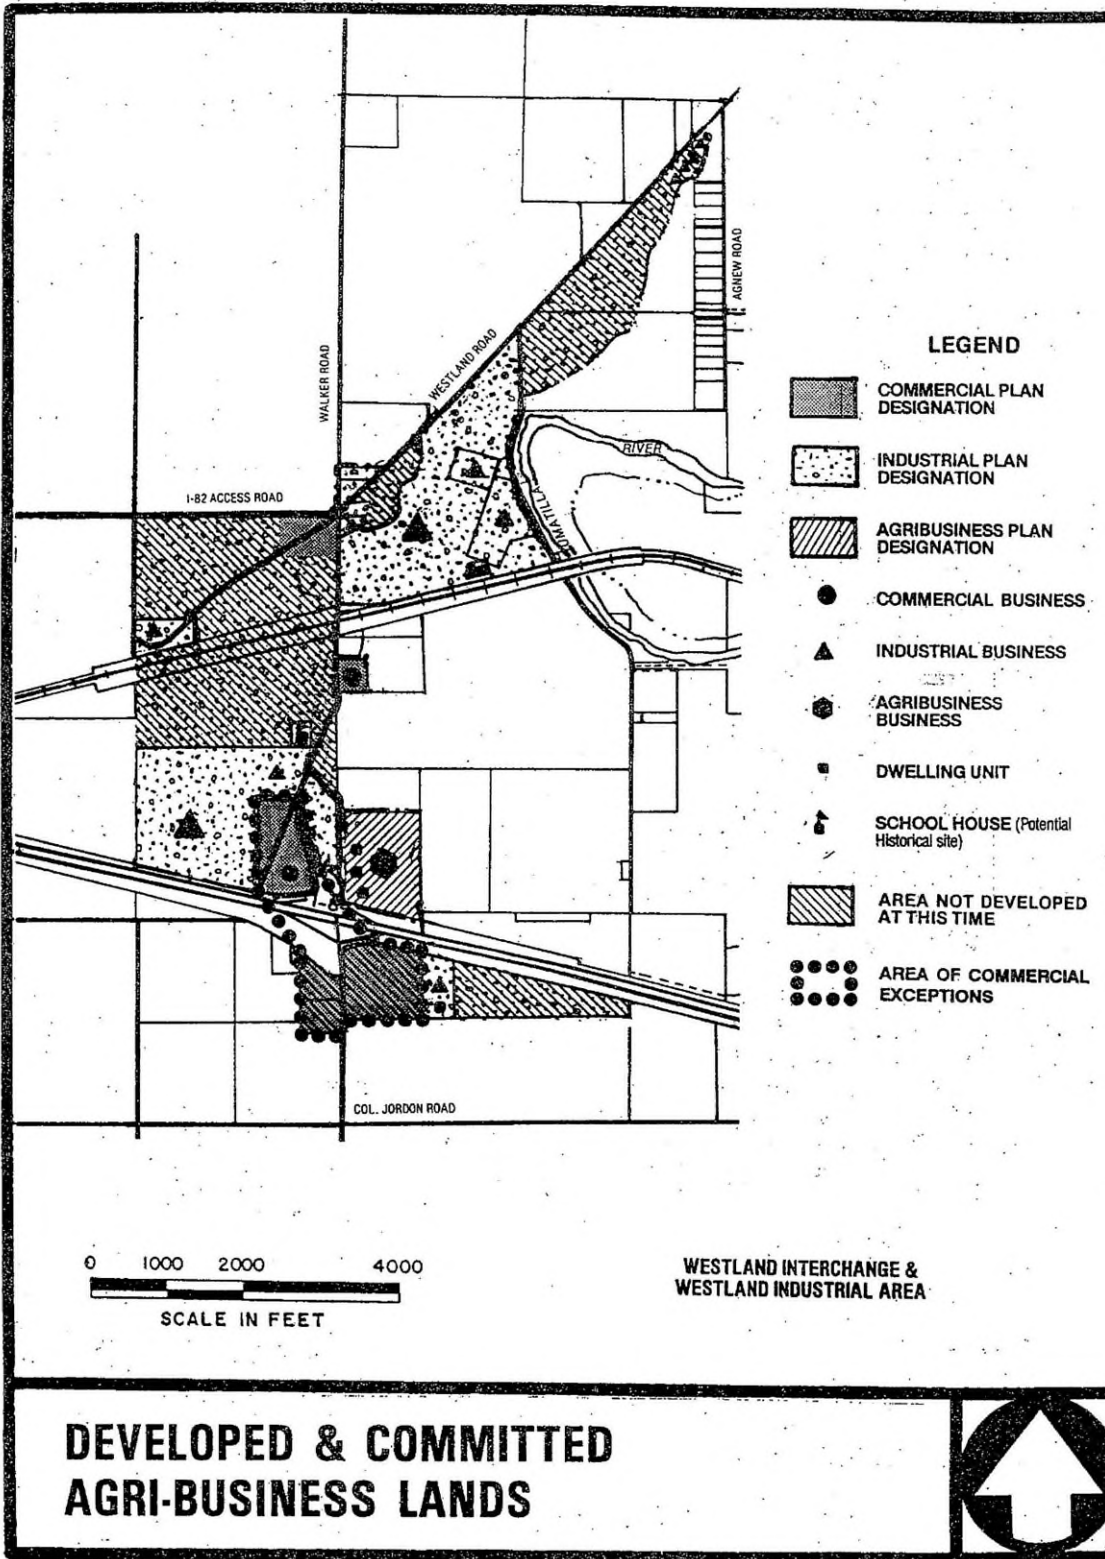 AGNEW ROAD
WESTLAND ROAD
WALKER ROAD
RIVER
UMATILLA
I-82 ACCESS ROAD
COL. JORDON ROAD
LEGEND
COMMERCIAL PLAN
DESIGNATION
INDUSTRIAL PLAN
DESIGNATION
AGRIBUSINESS PLAN
DESIGNATION
COMMERCIAL BUSINESS
INDUSTRIAL BUSINESS
AGRIBUSINESS
BUSINESS
DWELLING UNIT
SCHOOL HOUSE (Potential
Historical site)
AREA NOT DEVELOPED
AT THIS TIME
AREA OF COMMERCIAL
EXCEPTIONS
0 1000 2000 4000
SCALE IN FEET
WESTLAND INTERCHANGE &
WESTLAND INDUSTRIAL AREA
DEVELOPED & COMMITTED
AGRI-BUSINESS LANDS